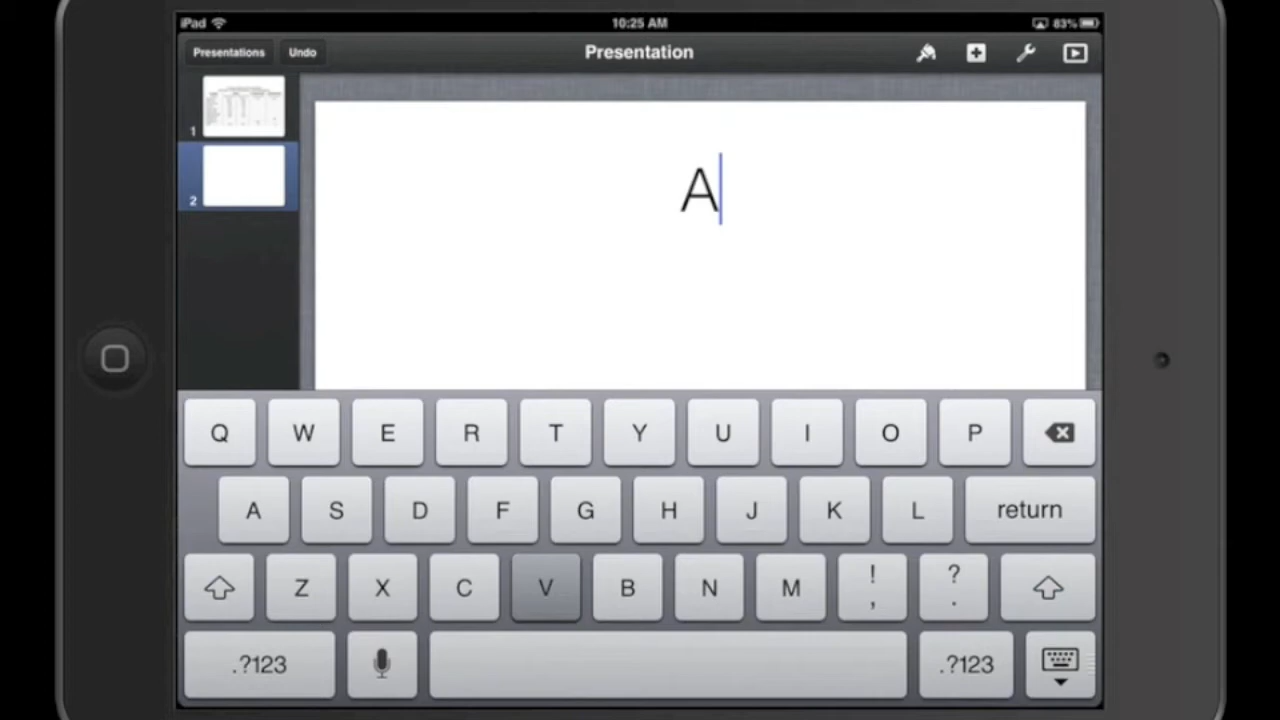 iPad 10:25 AM 83%
Presentations Undo Presentation
1
2
A
Q W E R T Y U I O P
A S D F G H J K L return
Z X C V B N M ! , ? .
.?123 .?123